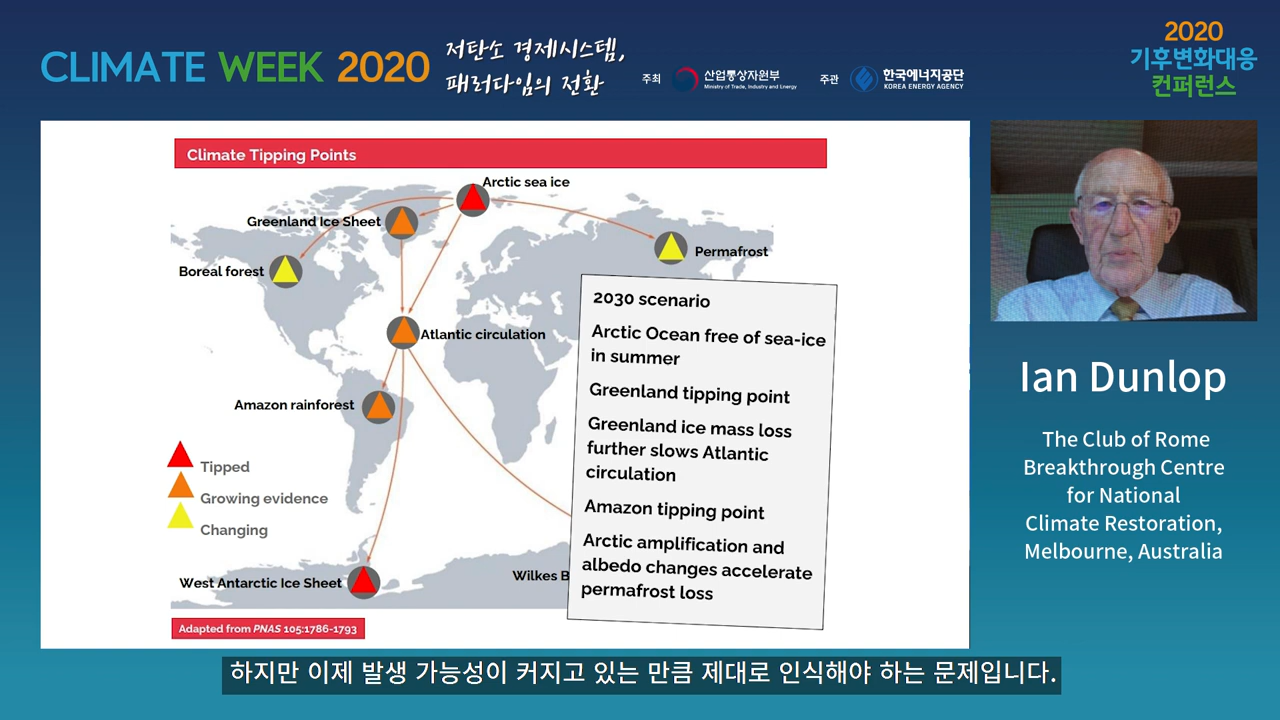 CLIMATE WEEK 2020
저탄소 경제시스템,
패러다임의 전환
주최
산업통상자원부
Ministry of Trade, Industry and Energy
주관
한국에너지공단
KOREA ENERGY AGENCY
2020
기후변화대응
컨퍼런스
Climate Tipping Points
Arctic sea ice
Greenland Ice Sheet
Permafrost
Boreal forest
Atlantic circulation
Amazon rainforest
Tipped
Growing evidence
Changing
West Antarctic Ice Sheet
Wilkes B
Adapted from PNAS 105:1786-1793
2030 scenario
Arctic Ocean free of sea-ice
in summer
Greenland tipping point
Greenland ice mass loss
further slows Atlantic
circulation
Amazon tipping point
Arctic amplification and
albedo changes accelerate
permafrost loss
Ian Dunlop
The Club of Rome
Breakthrough Centre
for National
Climate Restoration,
Melbourne, Australia
하지만 이제 발생 가능성이 커지고 있는 만큼 제대로 인식해야 하는 문제입니다.